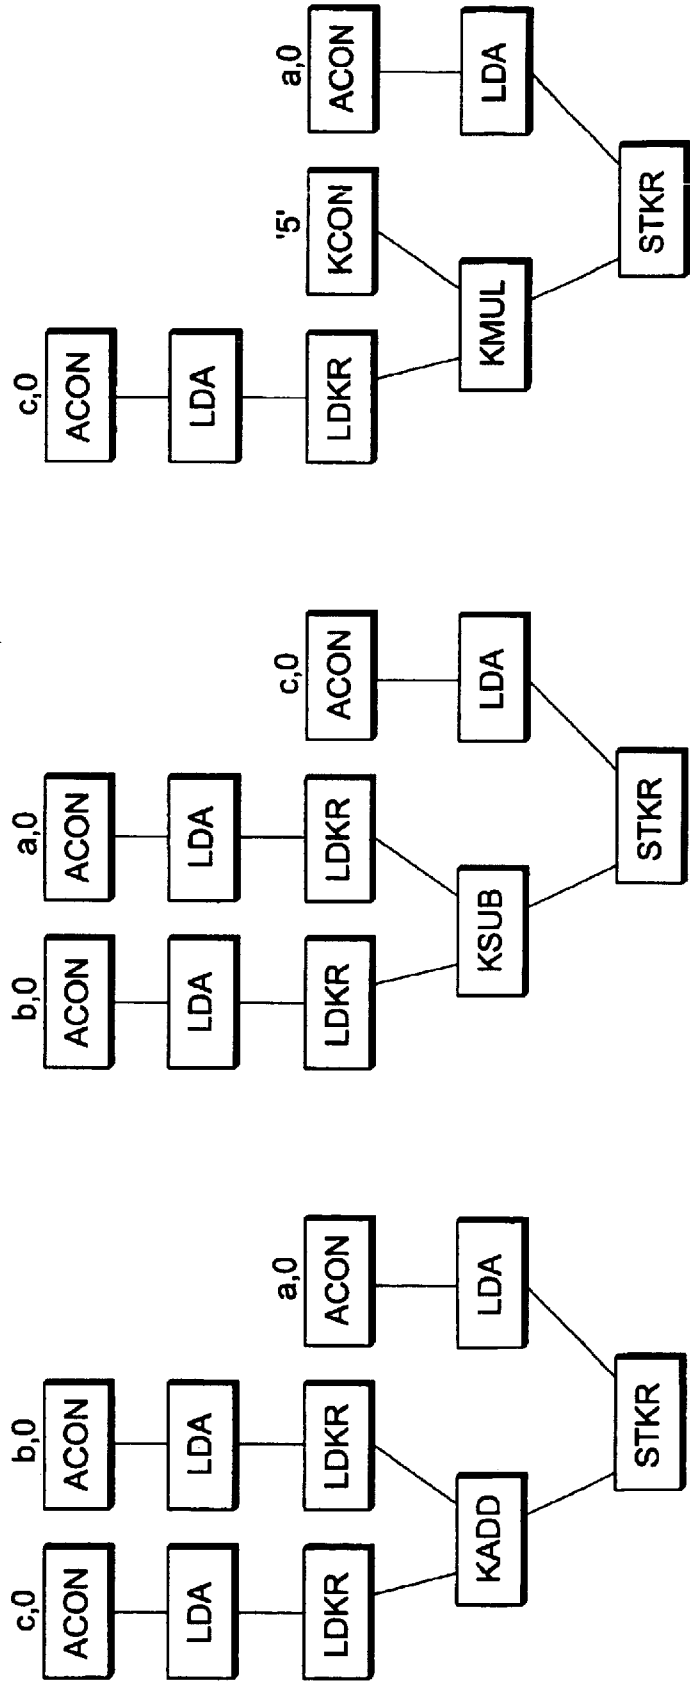 c,0
b,0
ACON
ACON
LDA
LDA
a,0
LDKR
LDKR
ACON
KADD
LDA
STKR
b,0
a,0
ACON
ACON
LDA
LDA
c,0
LDKR
LDKR
ACON
KSUB
LDA
STKR
c,0
ACON
LDA
'5'
a,0
LDKR
KCON
ACON
KMUL
LDA
STKR